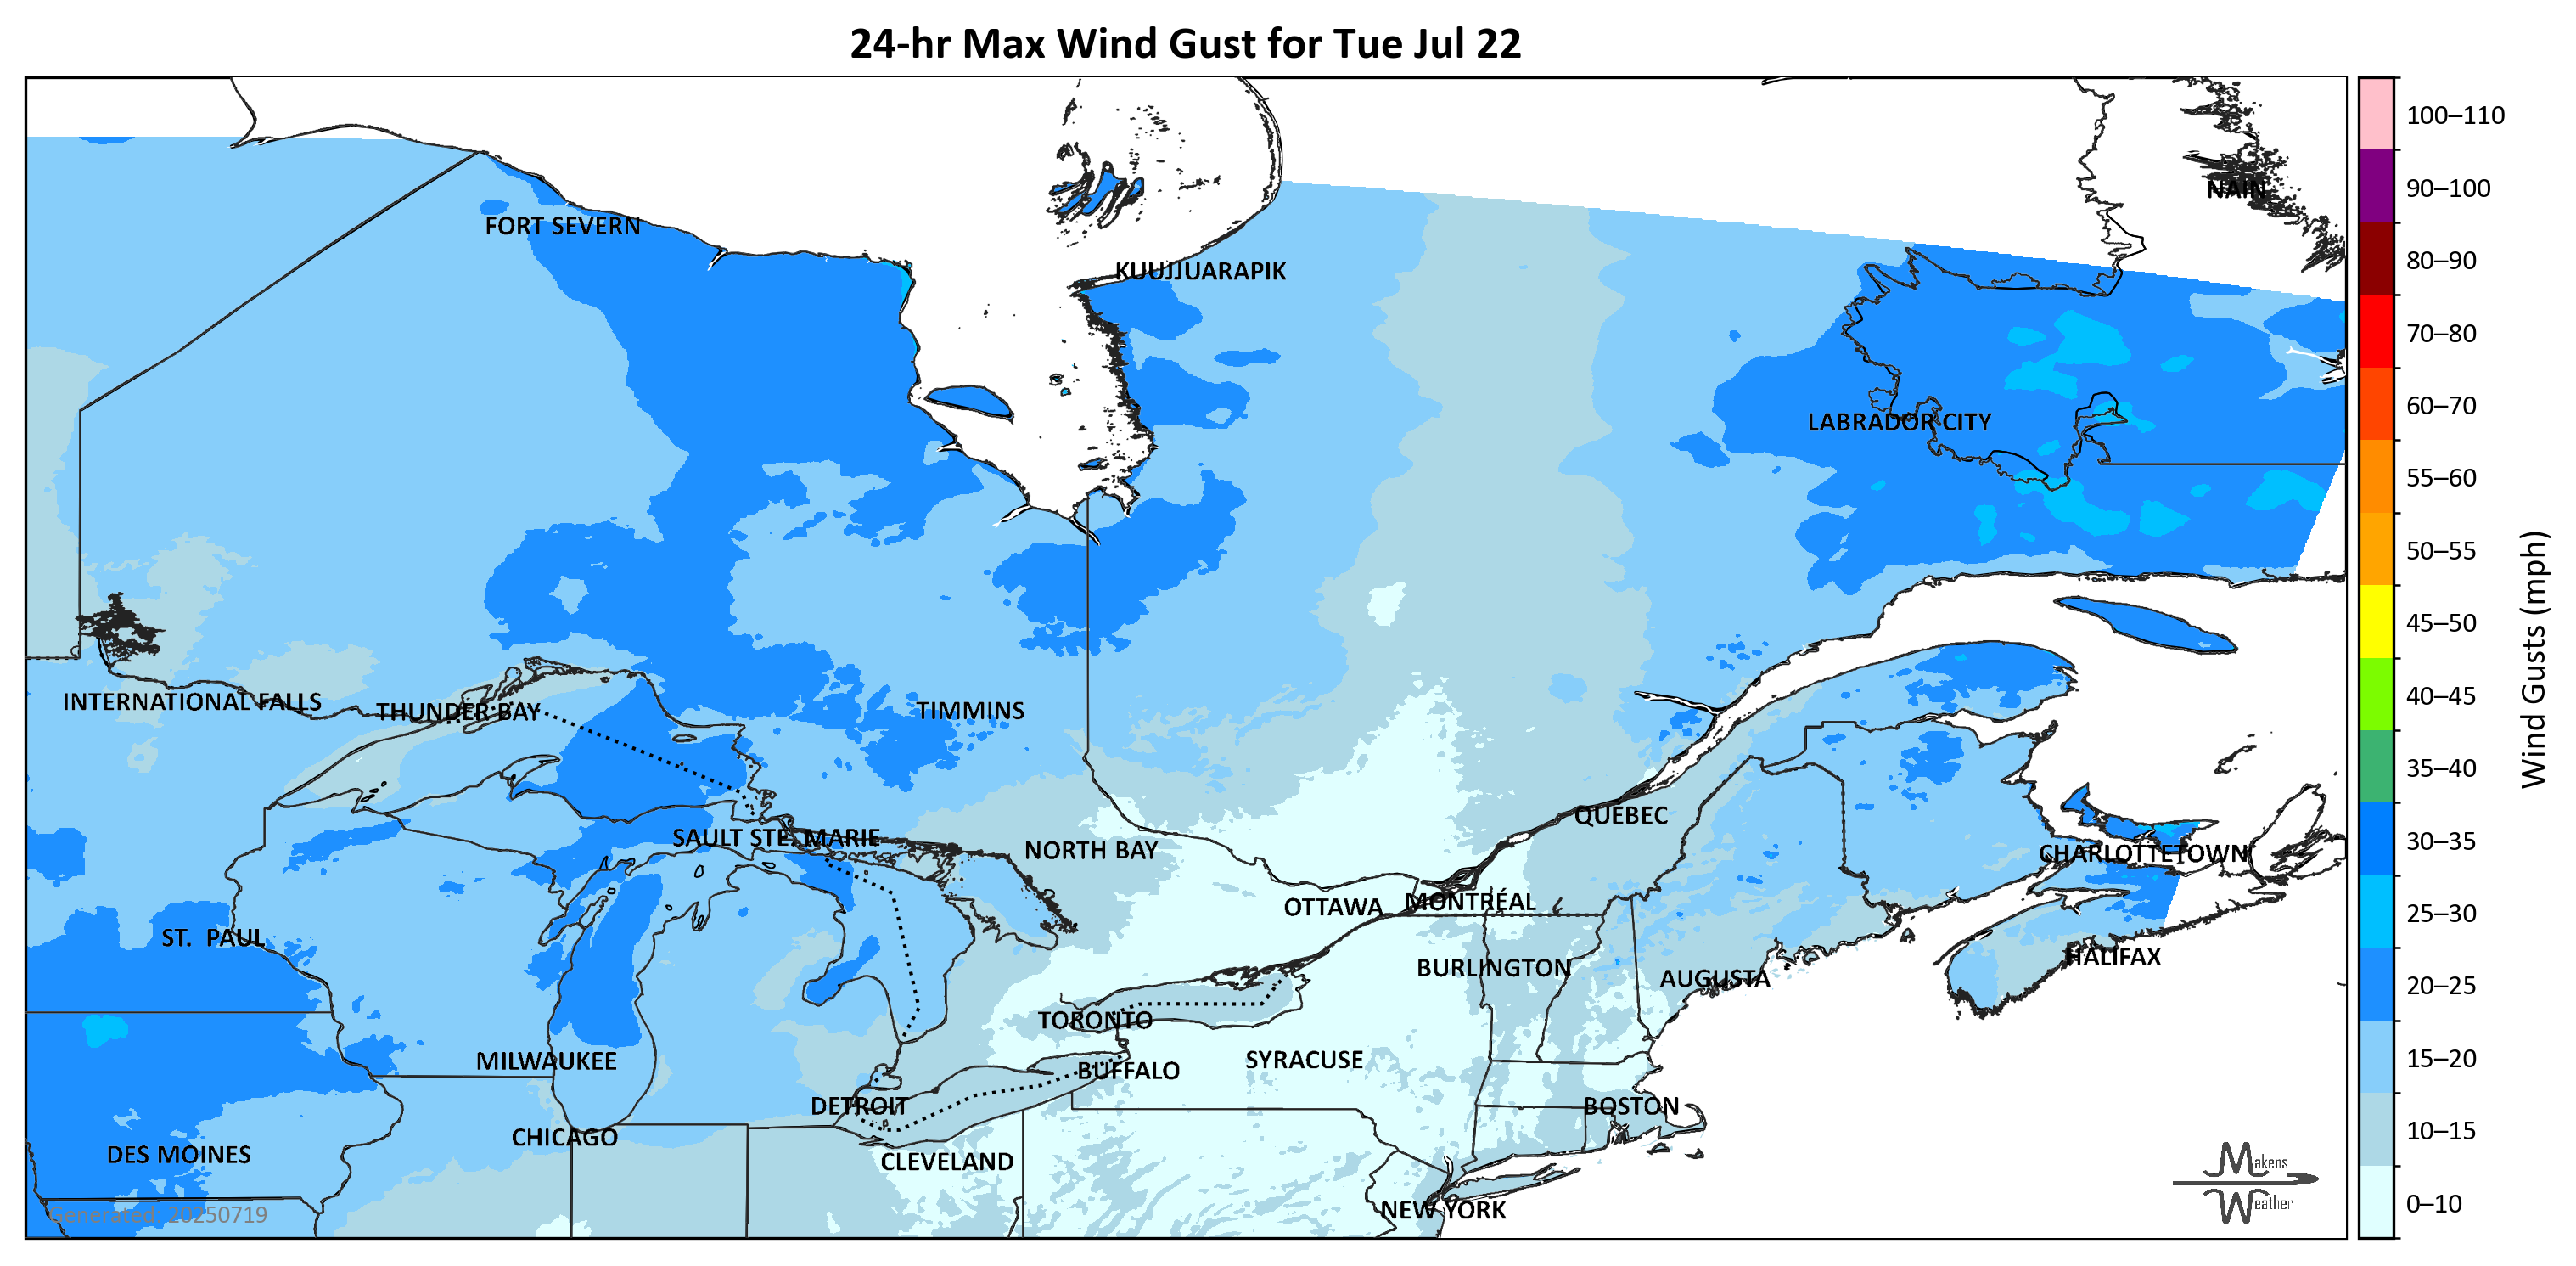 24-hr Max Wind Gust for Tue Jul 22
100–110
90–100
NAIN
FORT SEVERN
80–90
KUUJJUARAPIK
70–80
60–70
LABRADOR CITY
55–60
50–55
45–50
40–45
INTERNATIONAL FALLS
THUNDER BAY
TIMMINS
35–40
Wind Gusts (mph)
QUÉBEC
SAULT STE. MARIE
30–35
NORTH BAY
CHARLOTTETOWN
OTTAWA
MONTRÉAL
25–30
ST. PAUL
HALIFAX
BURLINGTON
AUGUSTA
20–25
TORONTO
MILWAUKEE
SYRACUSE
15–20
BUFFALO
DETROIT
BOSTON
CHICAGO
10–15
DES MOINES
CLEVELAND
Makens
Weather
NEW YORK
0–10
Generated: 20250719